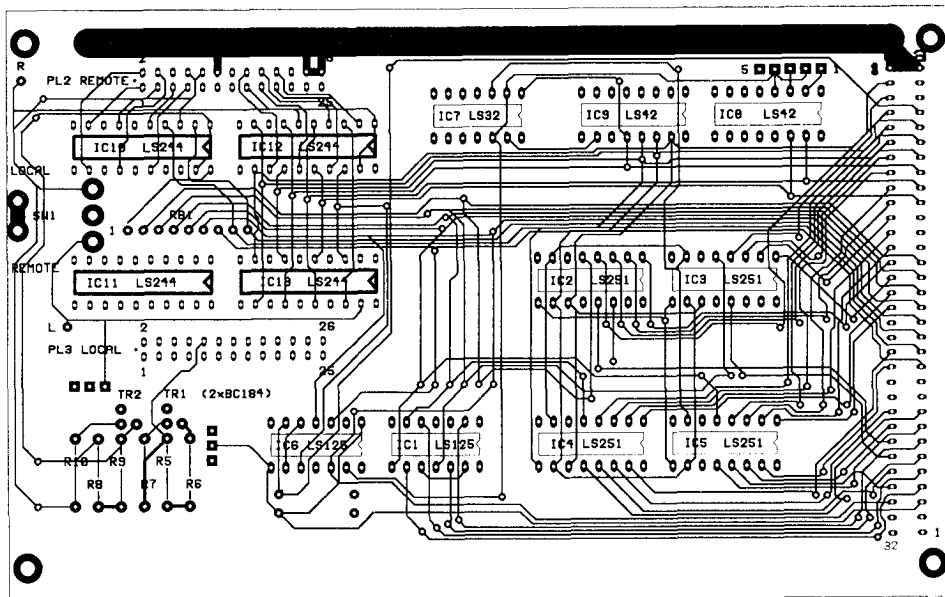 R
2
PL2 REMOTE
25
5
1
1
IC7 LS32
IC9 LS42
IC8 LS42
IC10 LS244
IC12 LS244
LOCAL
SW1
1
RB1
REMOTE
IC11 LS244
IC13 LS244
IC2 LS251
IC3 LS251
L
2
26
PL3 LOCAL
1
25
TR2
TR1
(2xBC184)
IC6 LS125
IC1 LS125
IC4 LS251
IC5 LS251
R10
R9
R5
R8
R7
R6
1
32